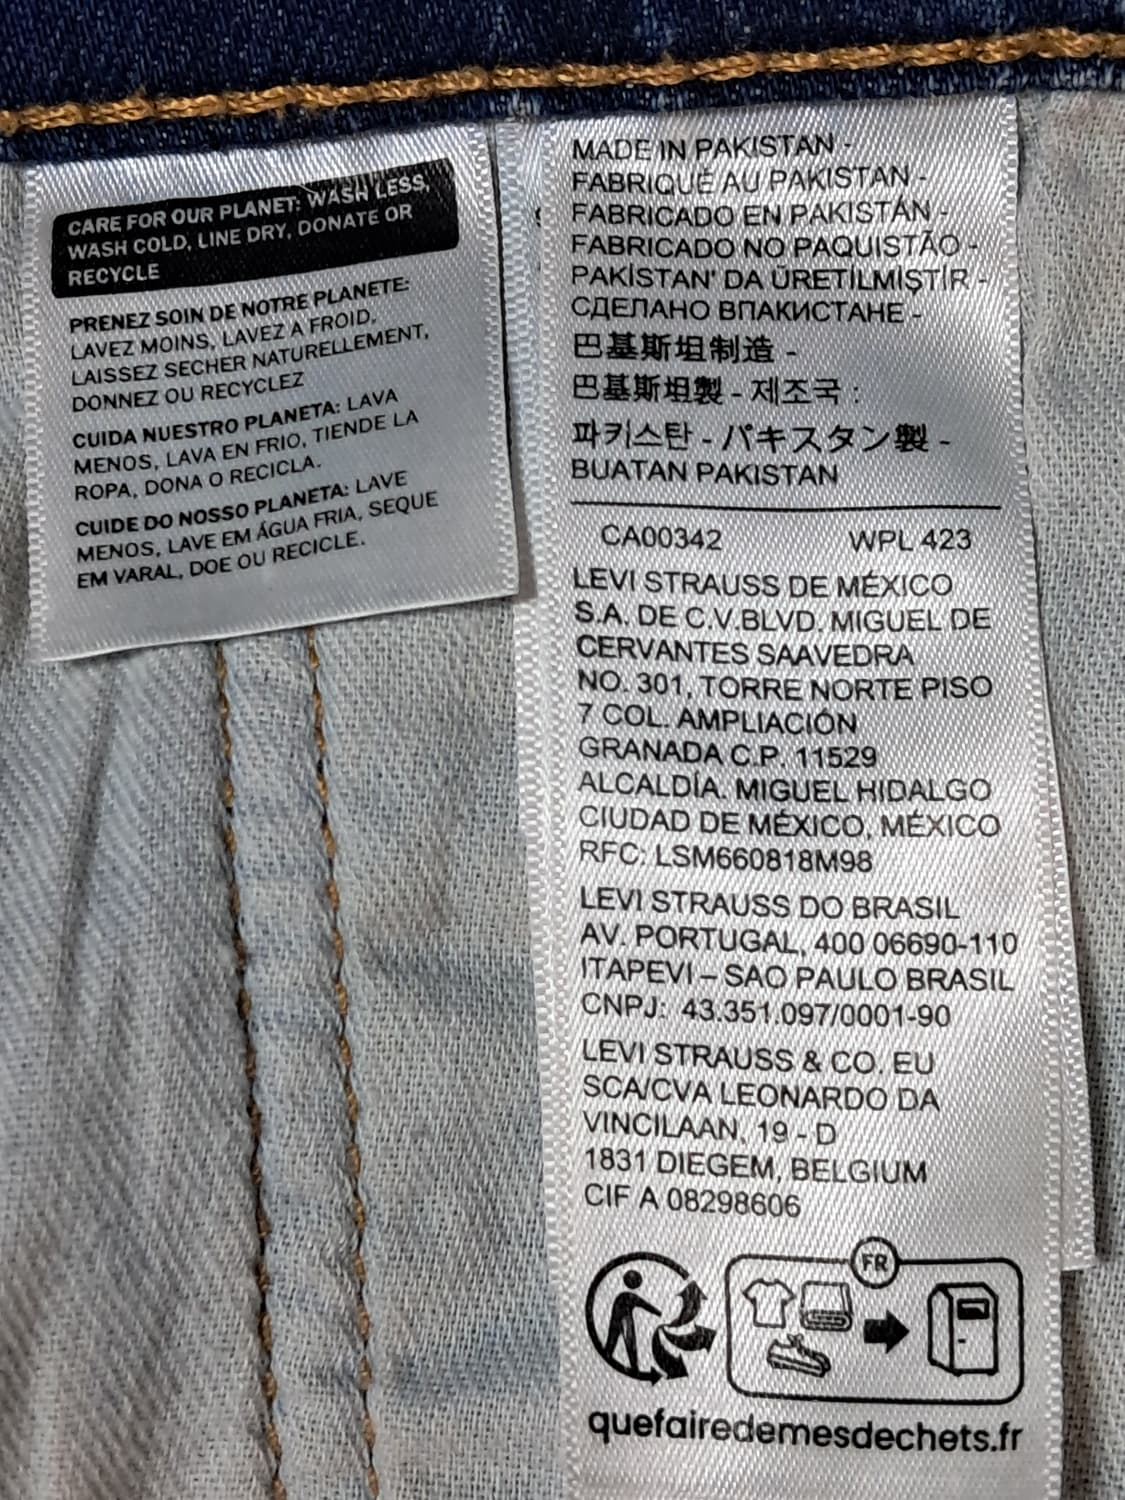 CARE FOR OUR PLANET: WASH LESS,
WASH COLD, LINE DRY, DONATE OR
RECYCLE
PRENEZ SOIN DE NOTRE PLANETE:
LAVEZ MOINS, LAVEZ A FROID,
LAISSEZ SECHER NATURELLEMENT,
DONNEZ OU RECYCLEZ
CUIDA NUESTRO PLANETA: LAVA
MENOS, LAVA EN FRIO, TIENDE LA
ROPA, DONA O RECICLA.
CUIDE DO NOSSO PLANETA: LAVE
MENOS, LAVE EM ÁGUA FRIA, SEQUE
EM VARAL, DOE OU RECICLE.
MADE IN PAKISTAN -
FABRIQUÉ AU PAKISTAN -
FABRICADO EN PAKISTÁN -
FABRICADO NO PAQUISTÃO -
PAKİSTAN' DA ÜRETİLMİŞTİR -
СДЕЛАНО ВПАКИСТАНЕ -
巴基斯坦制造 -
巴基斯坦製 - 제조국 :
파키스탄 - パキスタン製 -
BUATAN PAKISTAN
CA00342 WPL 423
LEVI STRAUSS DE MÉXICO
S.A. DE C.V.BLVD. MIGUEL DE
CERVANTES SAAVEDRA
NO. 301, TORRE NORTE PISO
7 COL. AMPLIACIÓN
GRANADA C.P. 11529
ALCALDÍA. MIGUEL HIDALGO
CIUDAD DE MÉXICO, MÉXICO
RFC: LSM660818M98
LEVI STRAUSS DO BRASIL
AV. PORTUGAL, 400 06690-110
ITAPEVI – SAO PAULO BRASIL
CNPJ: 43.351.097/0001-90
LEVI STRAUSS & CO. EU
SCA/CVA LEONARDO DA
VINCILAAN, 19 - D
1831 DIEGEM, BELGIUM
CIF A 08298606
FR
quefairedemesdechets.fr